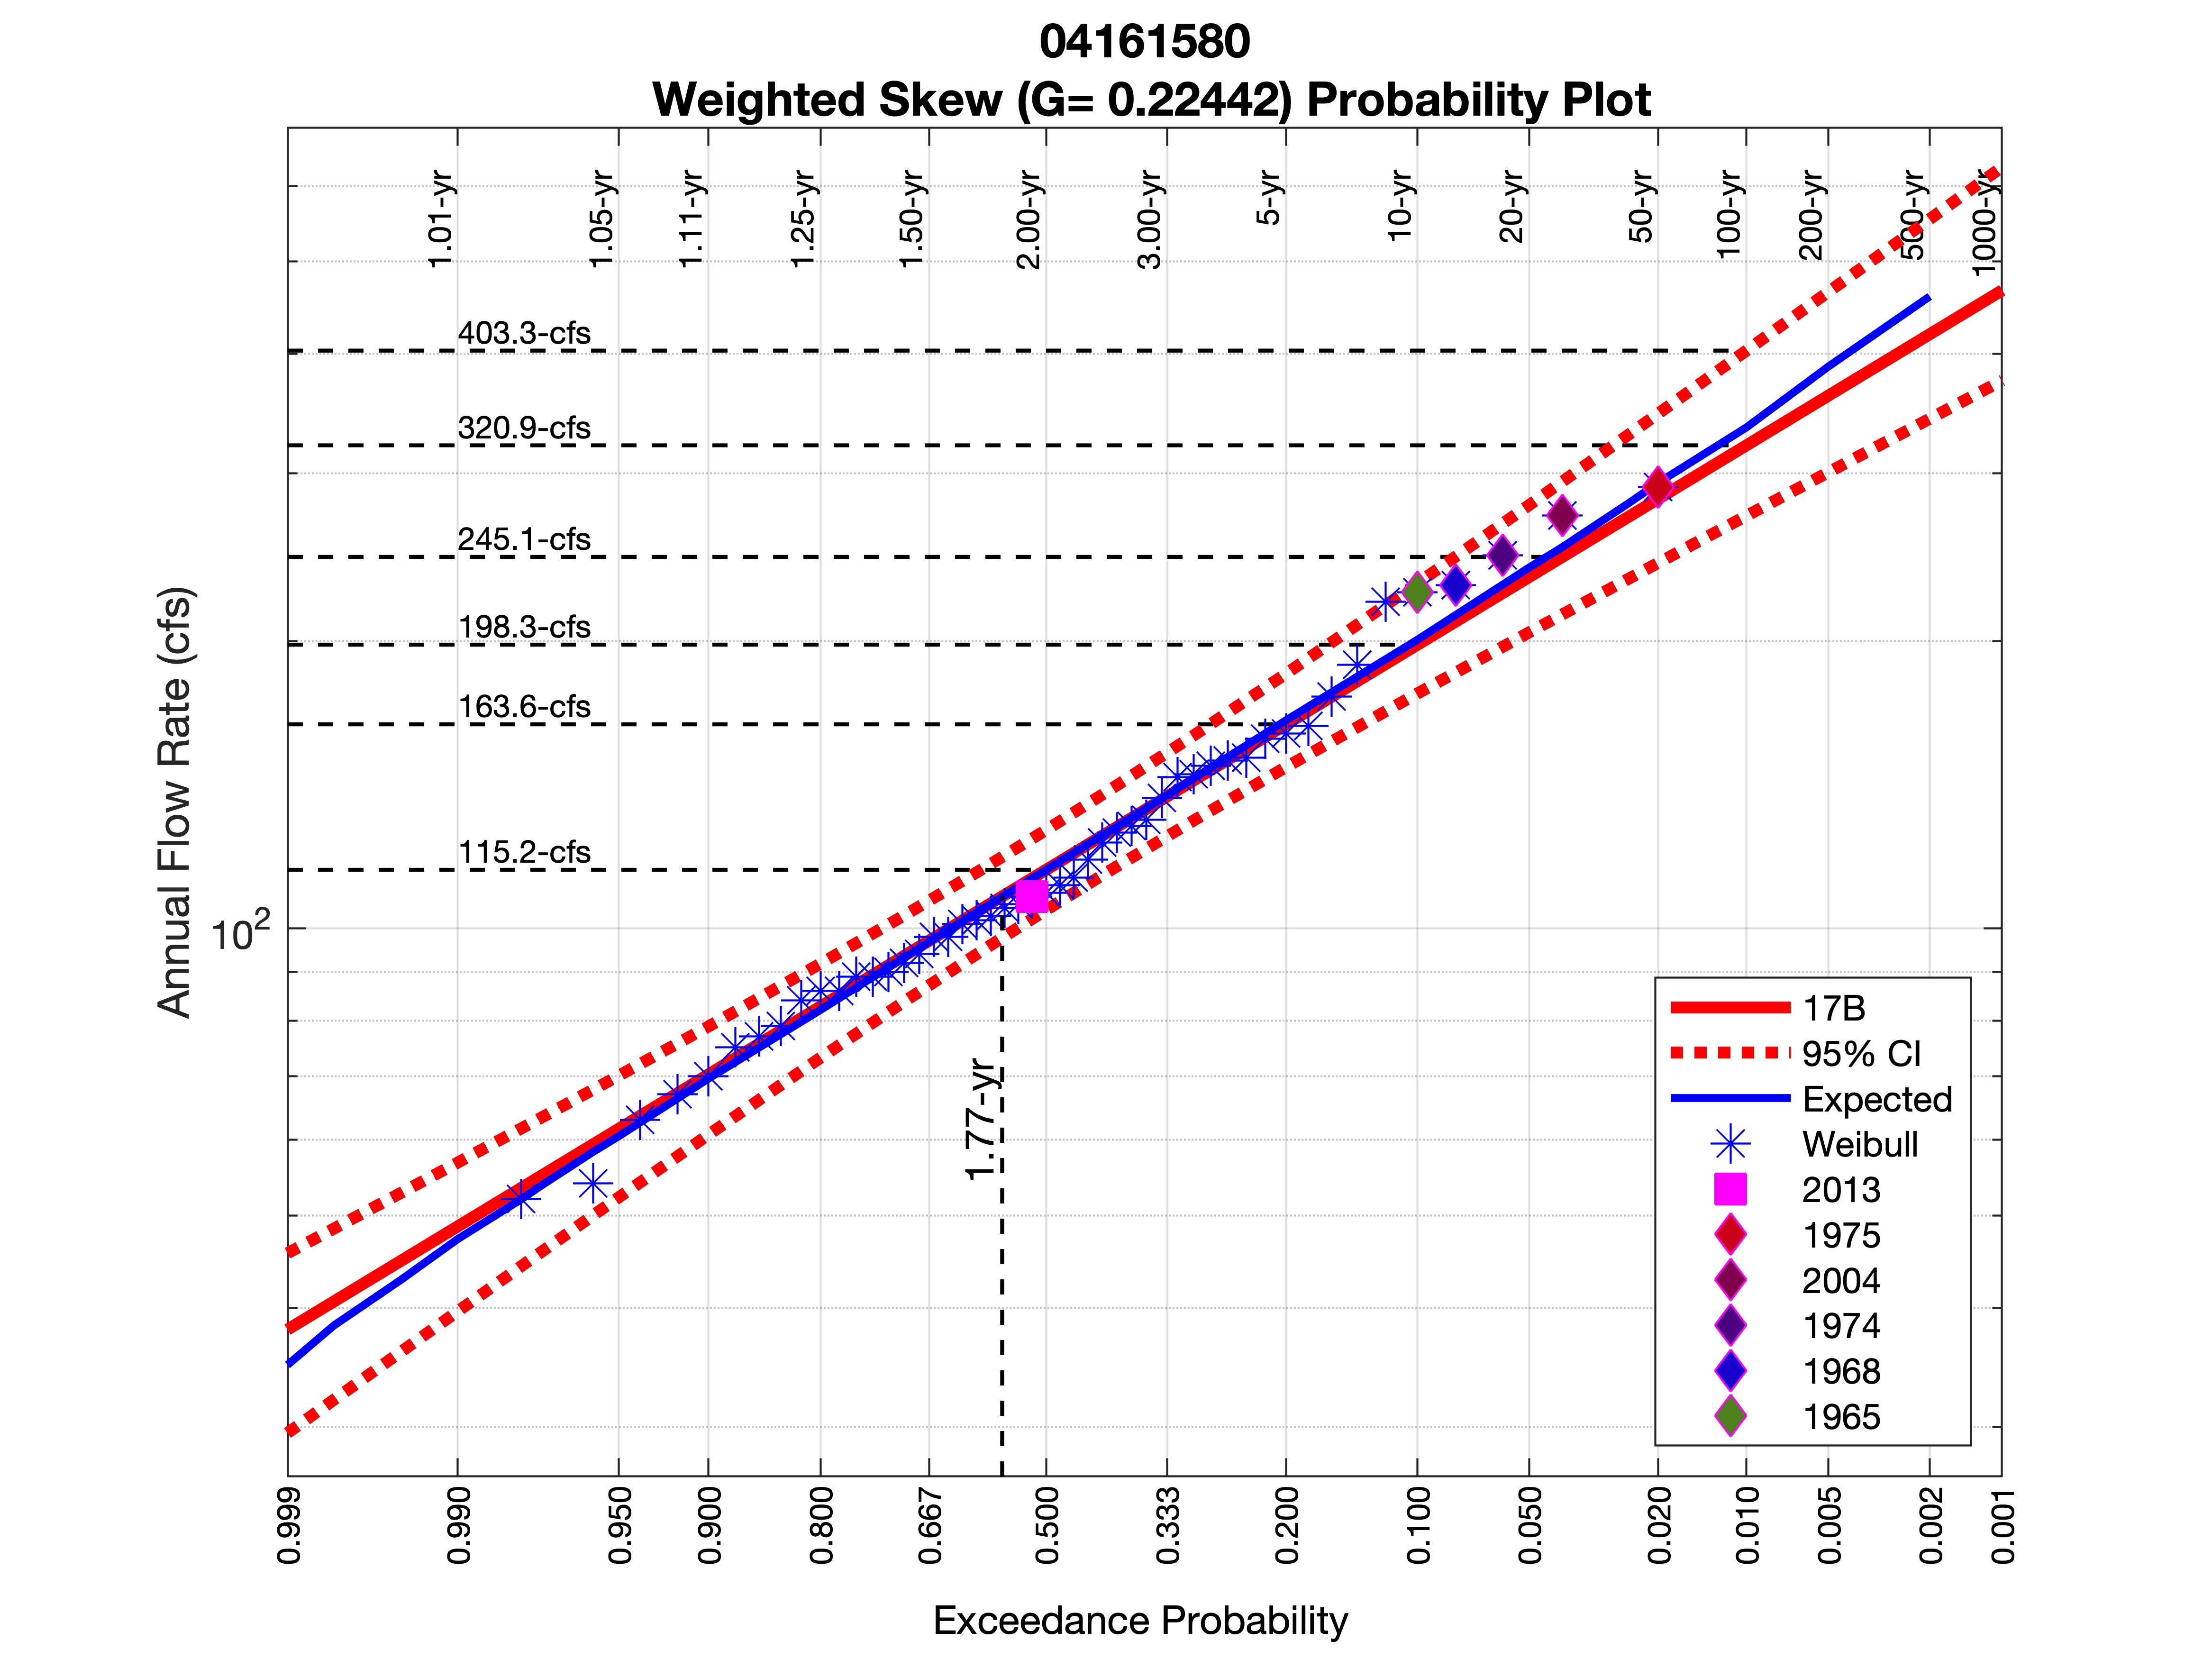 04161580
Weighted Skew (G= 0.22442) Probability Plot
1.01-yr
1.05-yr
1.11-yr
1.25-yr
1.50-yr
2.00-yr
3.00-yr
5-yr
10-yr
20-yr
50-yr
100-yr
200-yr
500-yr
1000-yr
403.3-cfs
320.9-cfs
245.1-cfs
198.3-cfs
163.6-cfs
115.2-cfs
Annual Flow Rate (cfs)
10²
1.77-yr
17B
95% CI
Expected
Weibull
2013
1975
2004
1974
1968
1965
0.999
0.990
0.950
0.900
0.800
0.667
0.500
0.333
0.200
0.100
0.050
0.020
0.010
0.005
0.002
0.001
Exceedance Probability